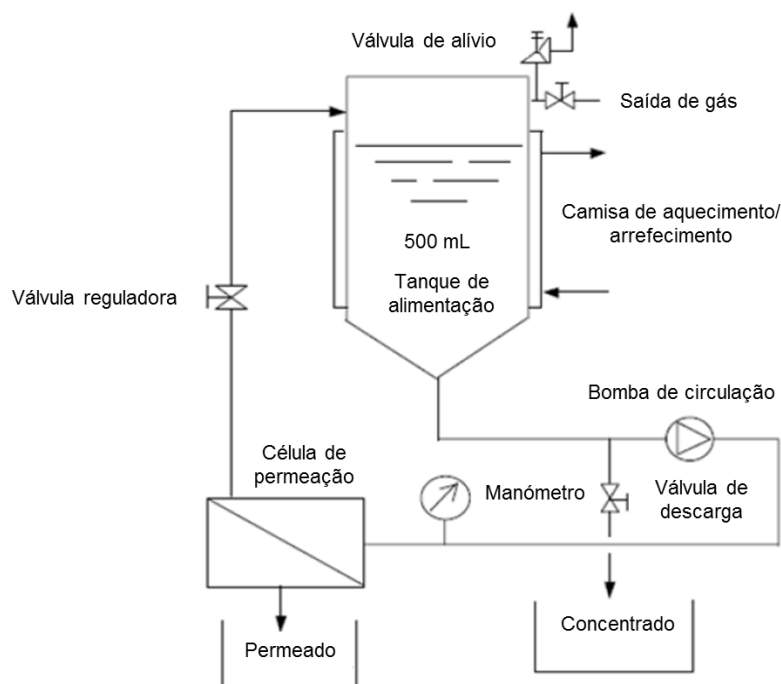 Válvula de alívio
Saída de gás
Camisa de aquecimento/
arrefecimento
500 mL
Tanque de
alimentação
Válvula reguladora
Bomba de circulação
Célula de
permeação
Manómetro
Válvula de
descarga
Permeado
Concentrado